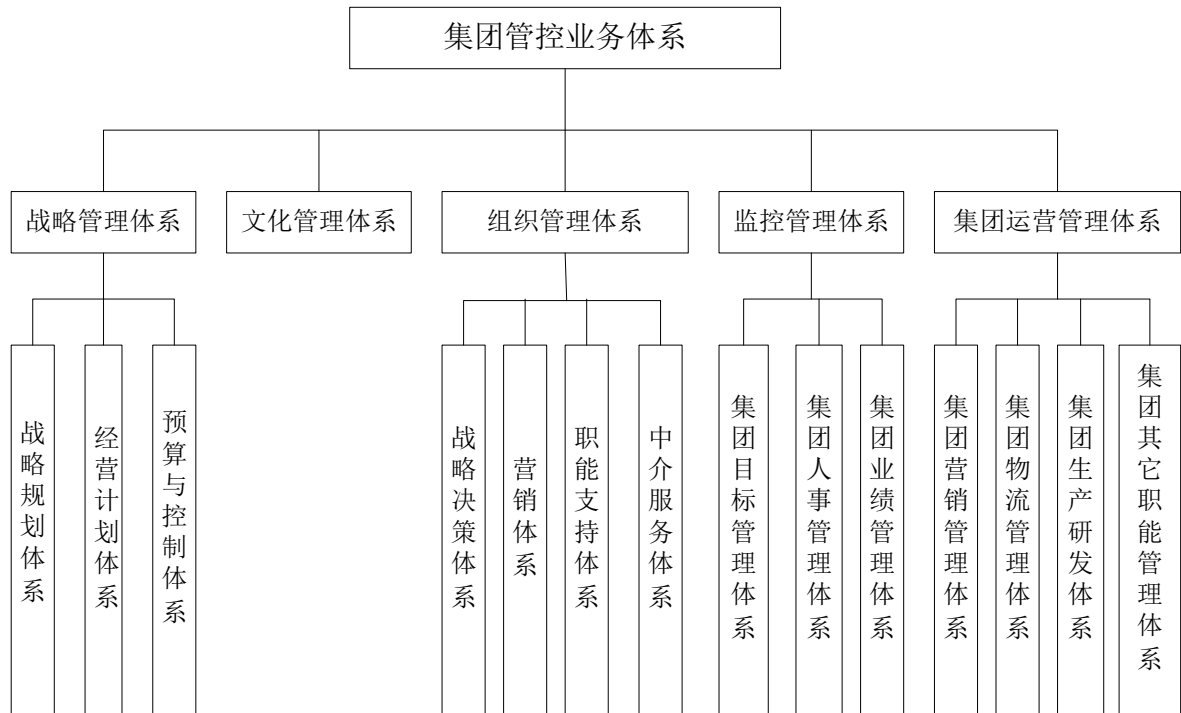 集团管控业务体系
战略管理体系
文化管理体系
组织管理体系
监控管理体系
集团运营管理体系
战略规划体系
经营计划体系
预算与控制体系
战略决策体系
营销体系
职能支持体系
中介服务体系
集团目标管理体系
集团人事管理体系
集团业绩管理体系
集团营销管理体系
集团物流管理体系
集团生产研发体系
集团其它职能管理体系